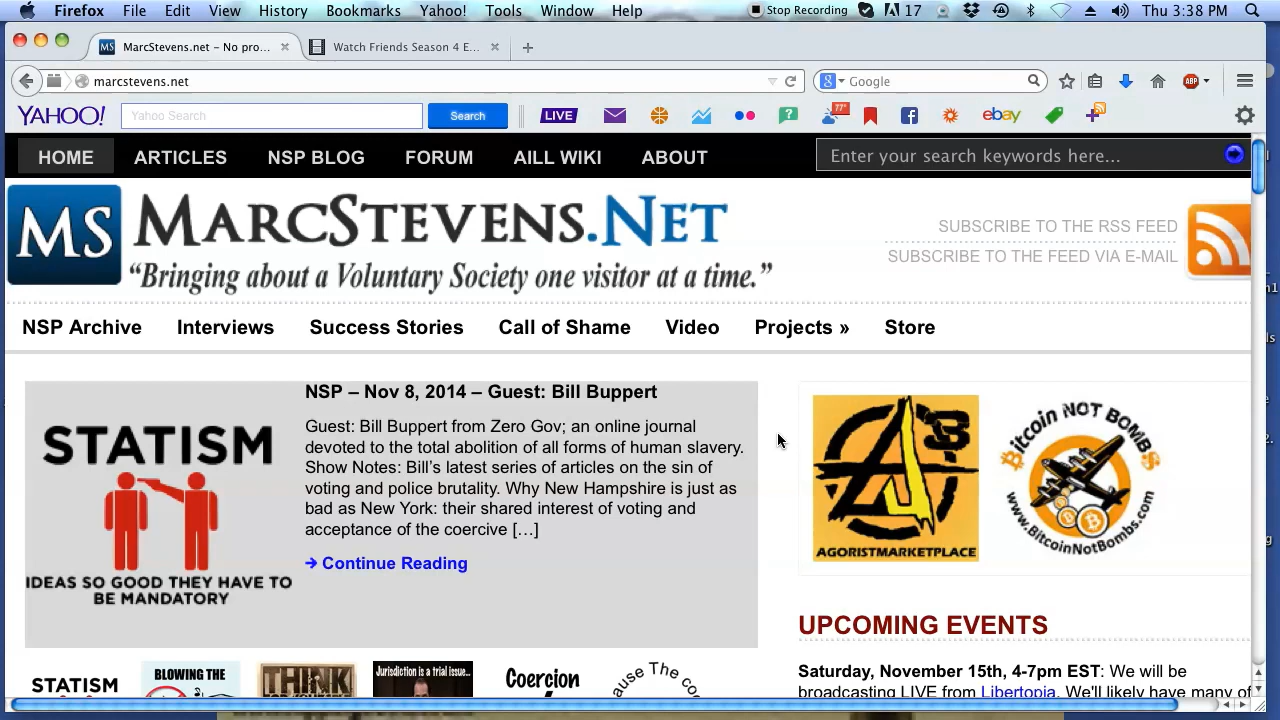 Firefox File Edit View History Bookmarks Yahoo! Tools Window Help Stop Recording 17 Thu 3:38 PM
MS MarcStevens.net – No pro... Watch Friends Season 4 E...
marcstevens.net Google ABP
YAHOO! Yahoo Search Search LIVE 77° ebay
HOME ARTICLES NSP BLOG FORUM AILL WIKI ABOUT Enter your search keywords here...
MS MARCSTEVENS.NET
“Bringing about a Voluntary Society one visitor at a time.”
SUBSCRIBE TO THE RSS FEED
SUBSCRIBE TO THE FEED VIA E-MAIL
NSP Archive Interviews Success Stories Call of Shame Video Projects » Store
STATISM
IDEAS SO GOOD THEY HAVE TO
BE MANDATORY
NSP – Nov 8, 2014 – Guest: Bill Buppert
Guest: Bill Buppert from Zero Gov; an online journal
devoted to the total abolition of all forms of human slavery.
Show Notes: Bill’s latest series of articles on the sin of
voting and police brutality. Why New Hampshire is just as
bad as New York: their shared interest of voting and
acceptance of the coercive […]
Continue Reading
A3
AGORISTMARKETPLACE
Bitcoin NOT BOMBS
www.BitcoinNotBombs.com
UPCOMING EVENTS
Saturday, November 15th, 4-7pm EST: We will be
broadcasting LIVE from Libertopia. We'll likely have many of
STATISM
BLOWING THE
THINK
Jurisdiction is a trial issue...
Coercion
ause The co